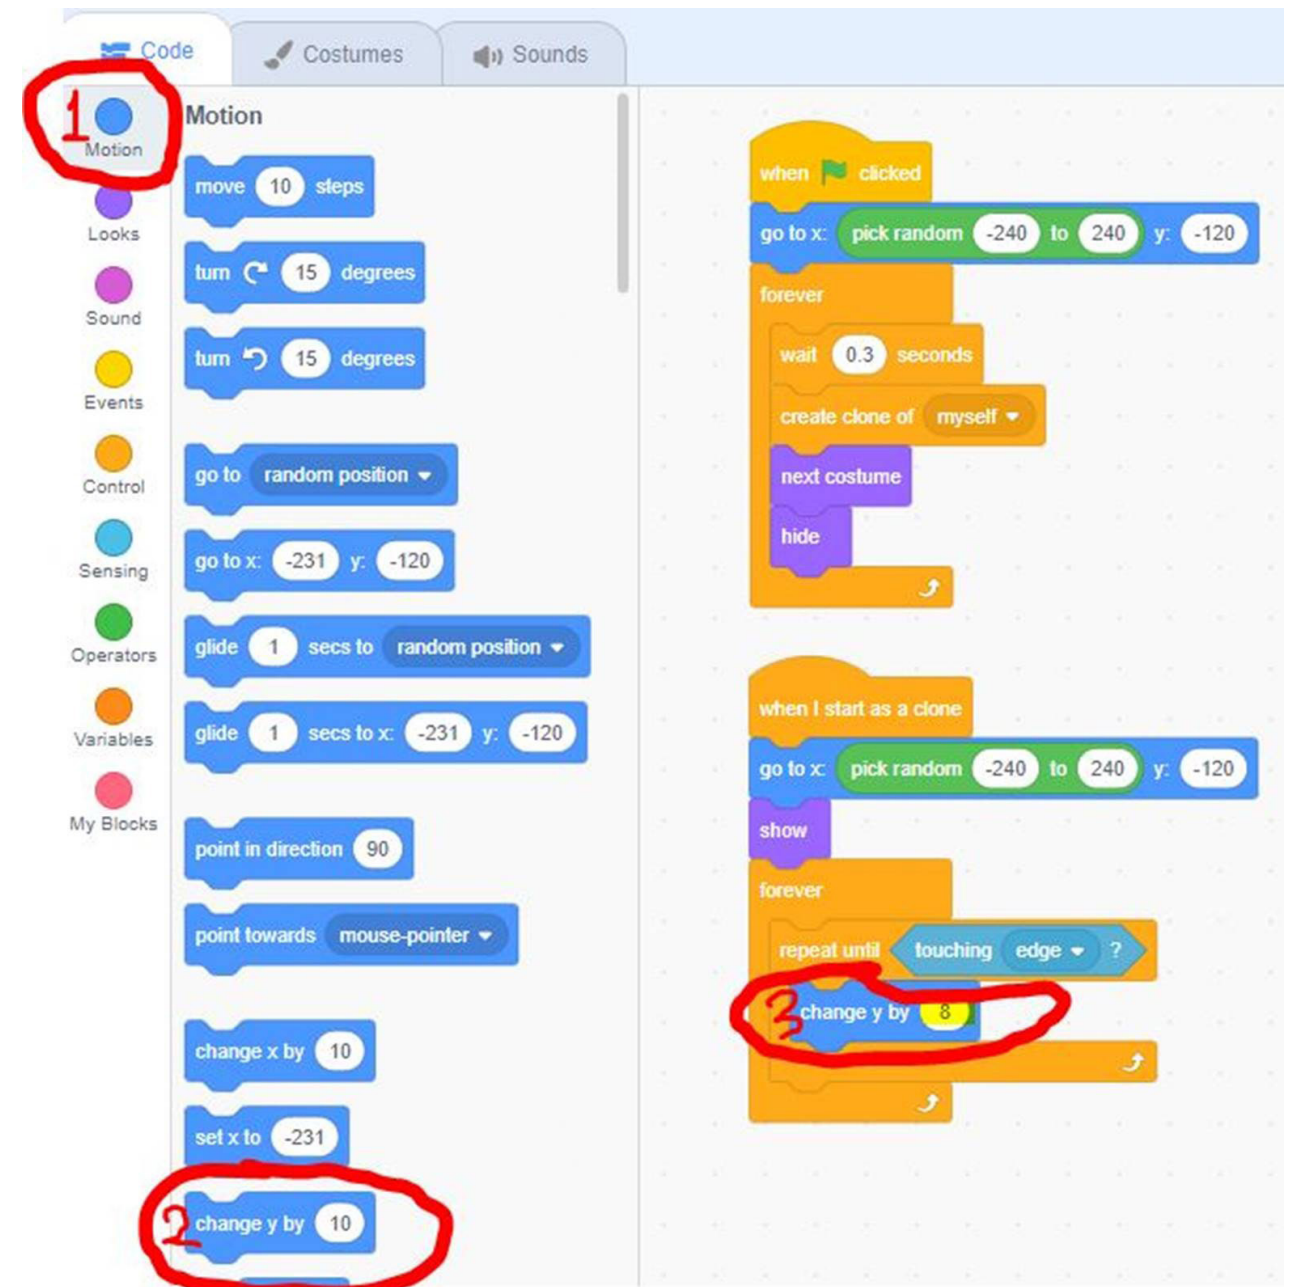 Code
Costumes
Sounds
1
Motion
Looks
Sound
Events
Control
Sensing
Operators
Variables
My Blocks
Motion
move 10 steps
turn 15 degrees
turn 15 degrees
go to random position
go to x: -231 y: -120
glide 1 secs to random position
glide 1 secs to x: -231 y: -120
point in direction 90
point towards mouse-pointer
change x by 10
set x to -231
2 change y by 10
when clicked
go to x: pick random -240 to 240 y: -120
forever
wait 0.3 seconds
create clone of myself
next costume
hide
when I start as a clone
go to x: pick random -240 to 240 y: -120
show
forever
repeat until touching edge ?
3 change y by 8